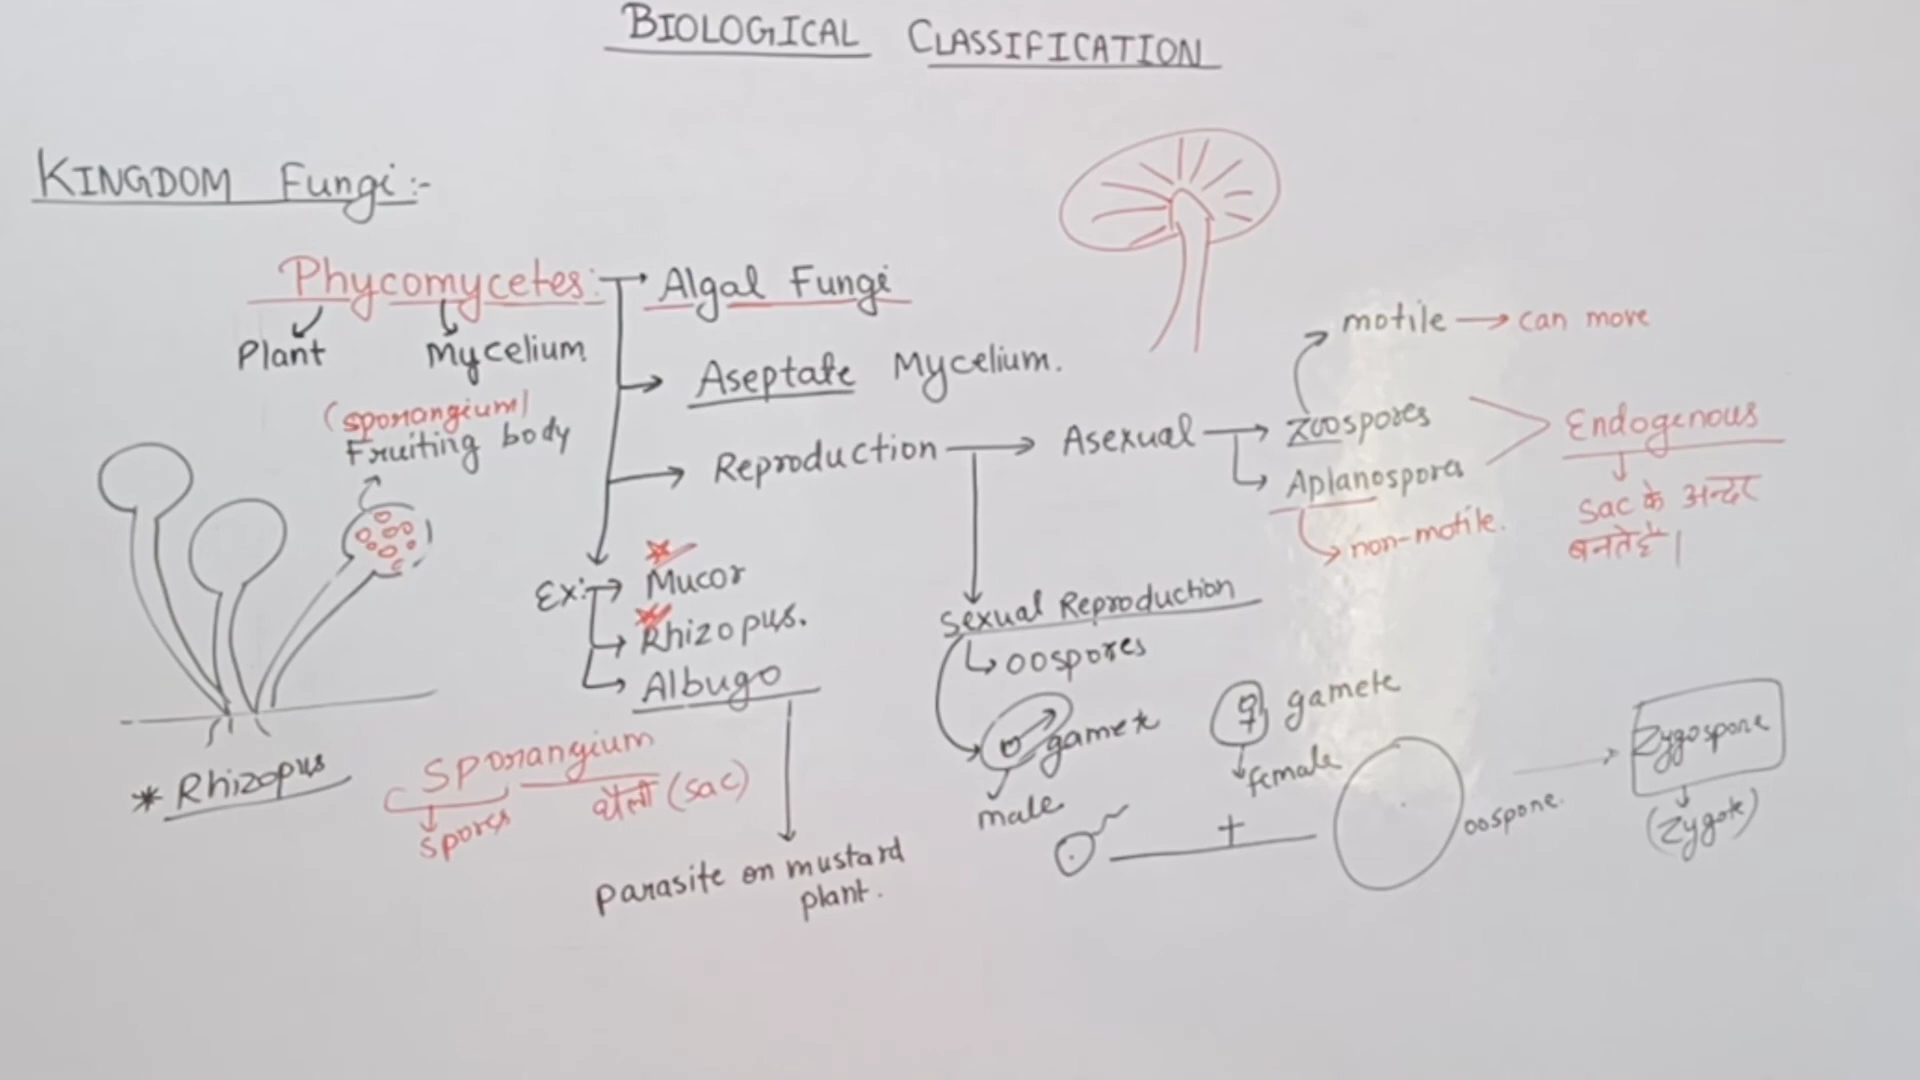 BIOLOGICAL CLASSIFICATION
KINGDOM Fungi:-
Phycomycetes: → Algal Fungi
Plant
Mycelium
Aseptate Mycelium.
(sporangium)
Fruiting body
Reproduction → Asexual → Zoospores
motile → can move
Aplanospora
non-motile.
Endogenous
Sac के अन्दर
बनते हैं।
Ex: → Mucor
Rhizopus.
Albugo
parasite on mustard
plant.
* Rhizopus
Sporangium
spores
थैली (sac)
Sexual Reproduction
oospores
♂ gamete
male
♀ gamete
female
+
oospone.
Zygospone
(Zygote)